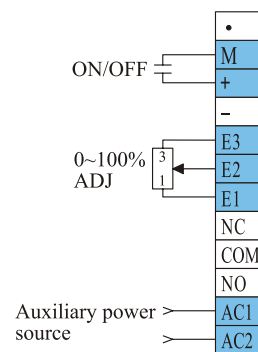 •
M
ON/OFF
+
−
E3
0~100%
ADJ
3
1
E2
E1
NC
COM
NO
Auxiliary power
source
AC1
AC2